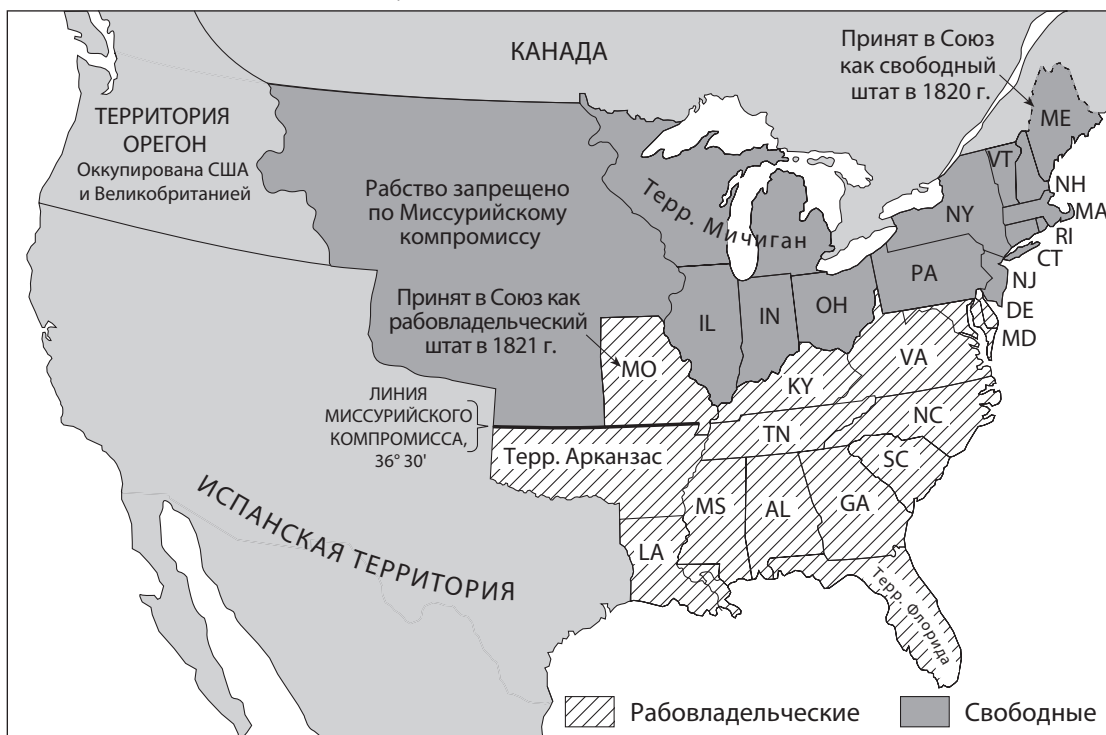 КАНАДА
Принят в Союз
как свободный
штат в 1820 г.
ТЕРРИТОРИЯ
ОРЕГОН
Оккупирована США
и Великобританией
Рабство запрещено
по Миссурийскому
компромиссу
Терр. Мичиган
ME
VT
NH
MA
NY
RI
CT
PA
NJ
Принят в Союз как
рабовладельческий
штат в 1821 г.
IL
IN
OH
DE
MD
MO
VA
KY
ЛИНИЯ
МИССУРИЙСКОГО
КОМПРОМИССА,
36° 30'
NC
TN
Терр. Арканзас
SC
ИСПАНСКАЯ ТЕРРИТОРИЯ
MS
AL
GA
LA
Терр. Флорида
Рабовладельческие
Свободные